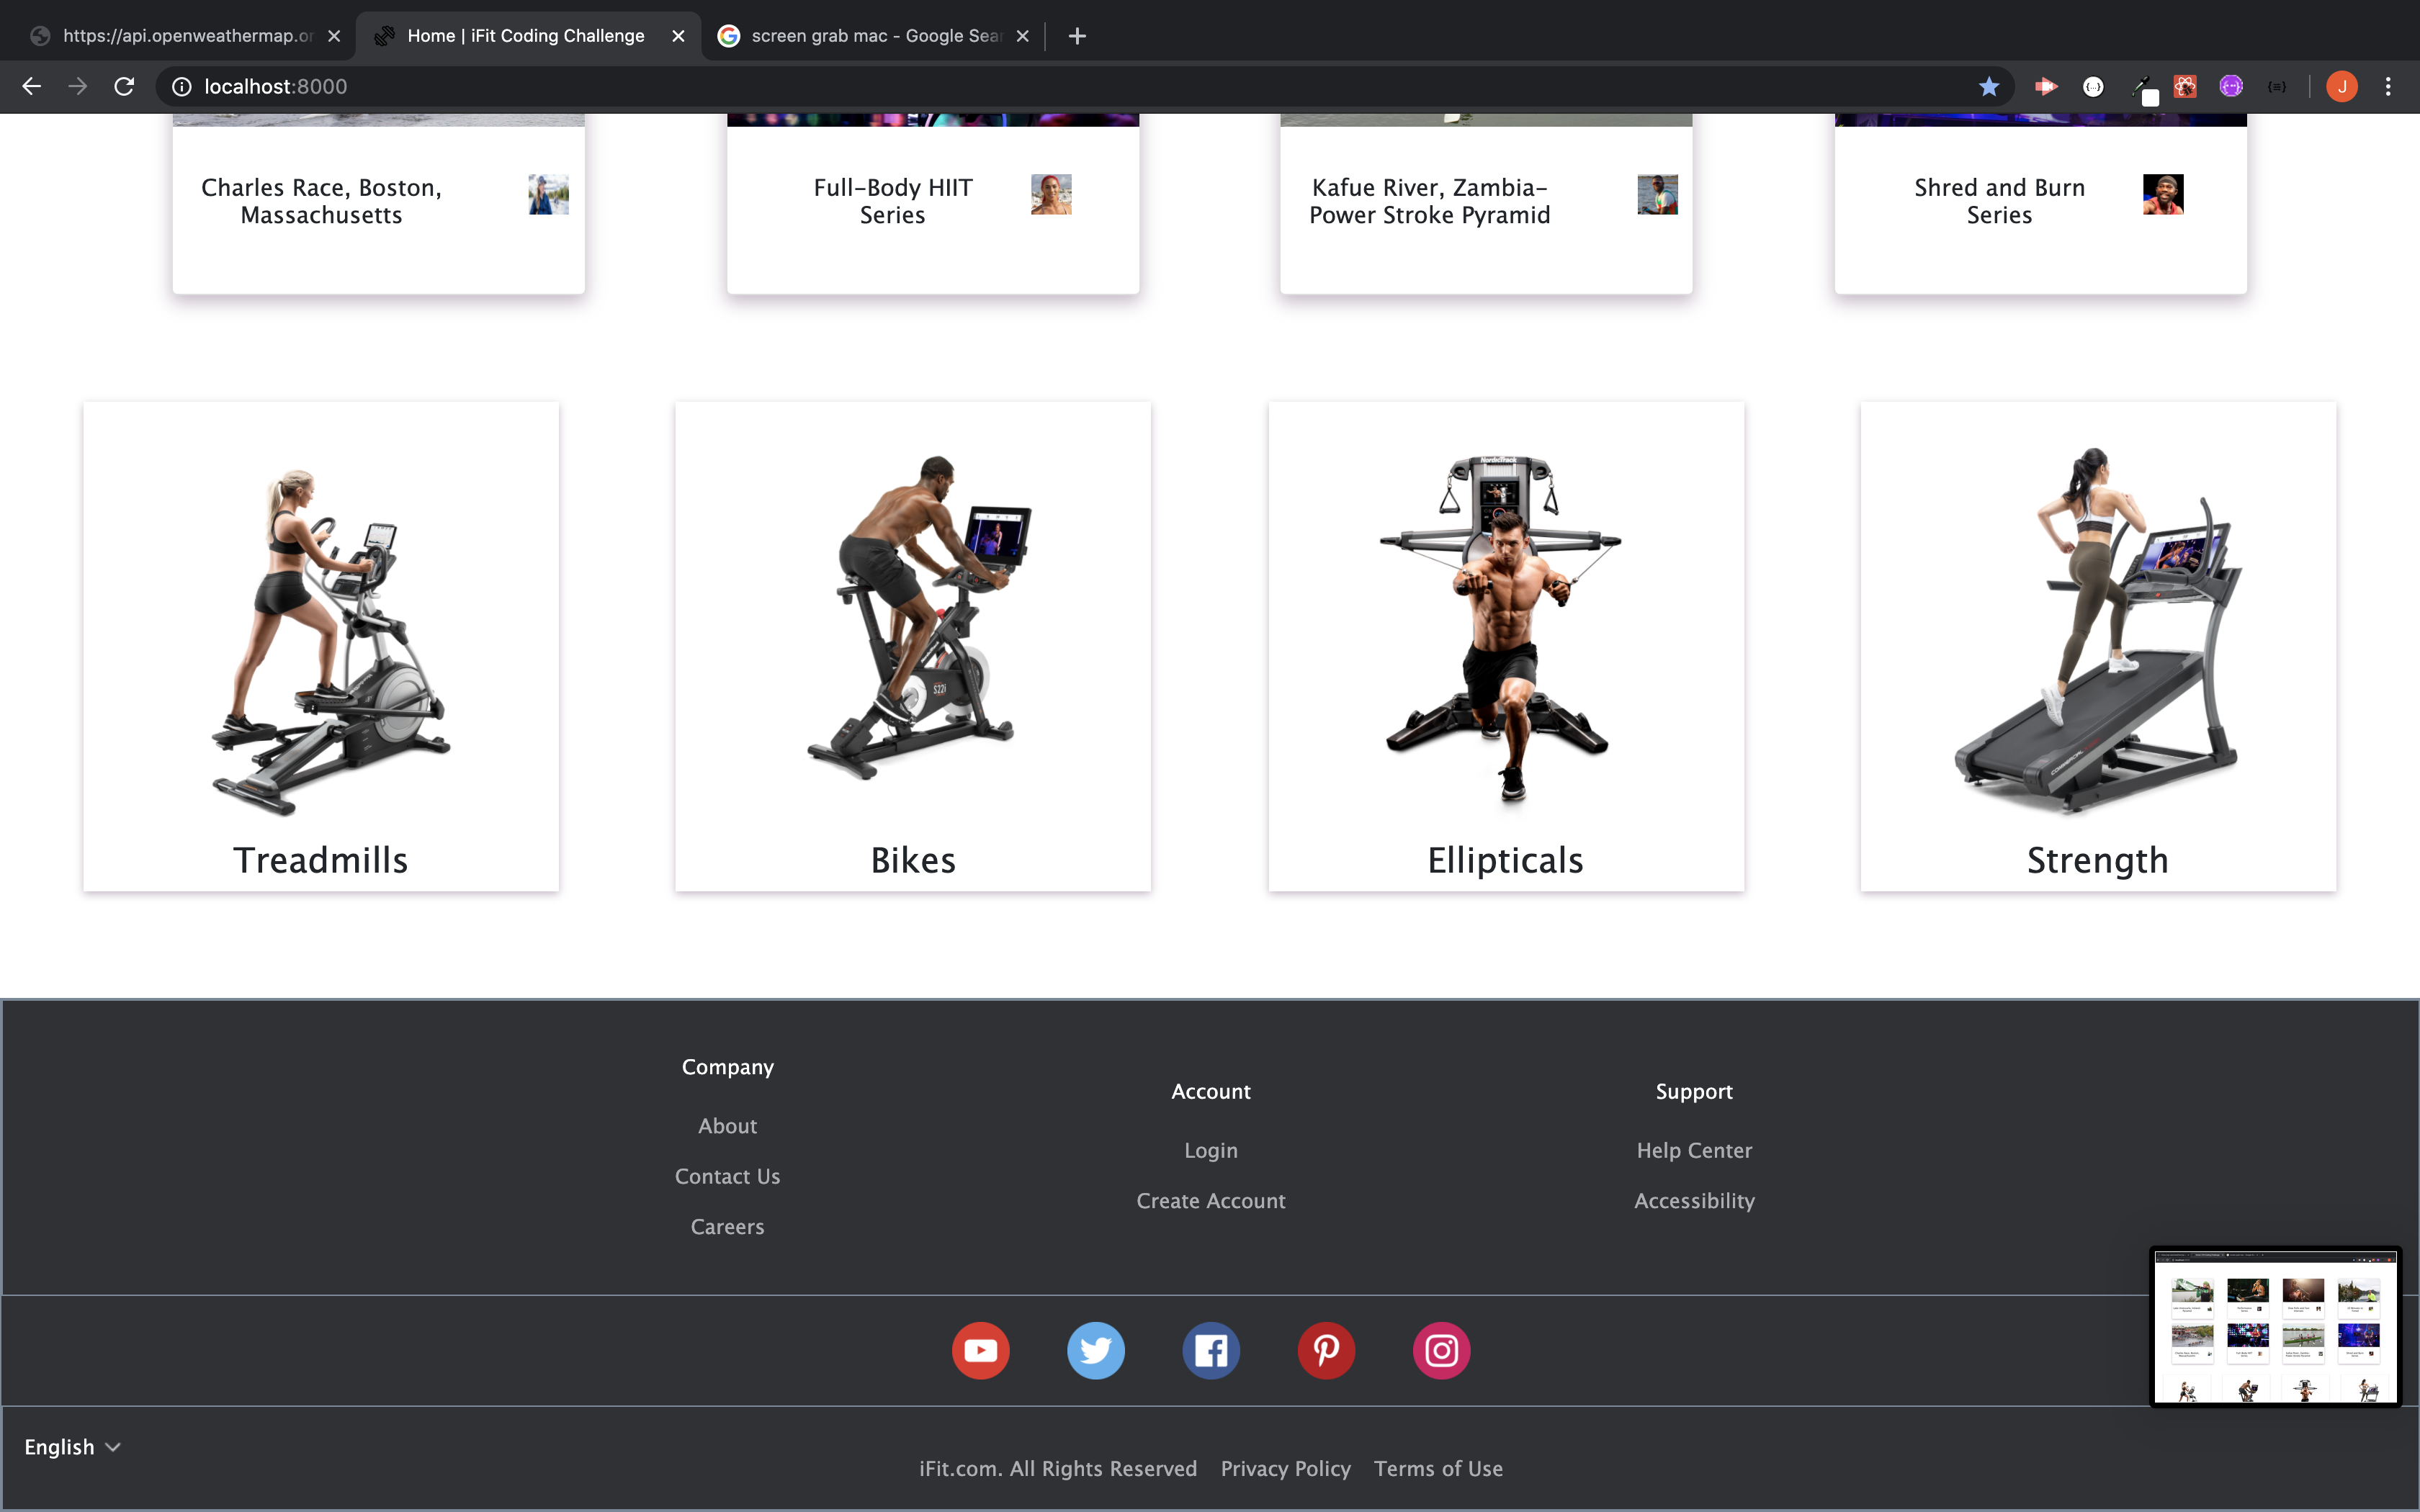 https://api.openweathermap.or
Home | iFit Coding Challenge
screen grab mac - Google Sear
localhost:8000
J
Charles Race, Boston,
Massachusetts
Full-Body HIIT
Series
Kafue River, Zambia-
Power Stroke Pyramid
Shred and Burn
Series
NordicTrack
S22i
Treadmills
Bikes
Ellipticals
Strength
Company
About
Contact Us
Careers
Account
Login
Create Account
Support
Help Center
Accessibility
English
iFit.com. All Rights Reserved Privacy Policy Terms of Use